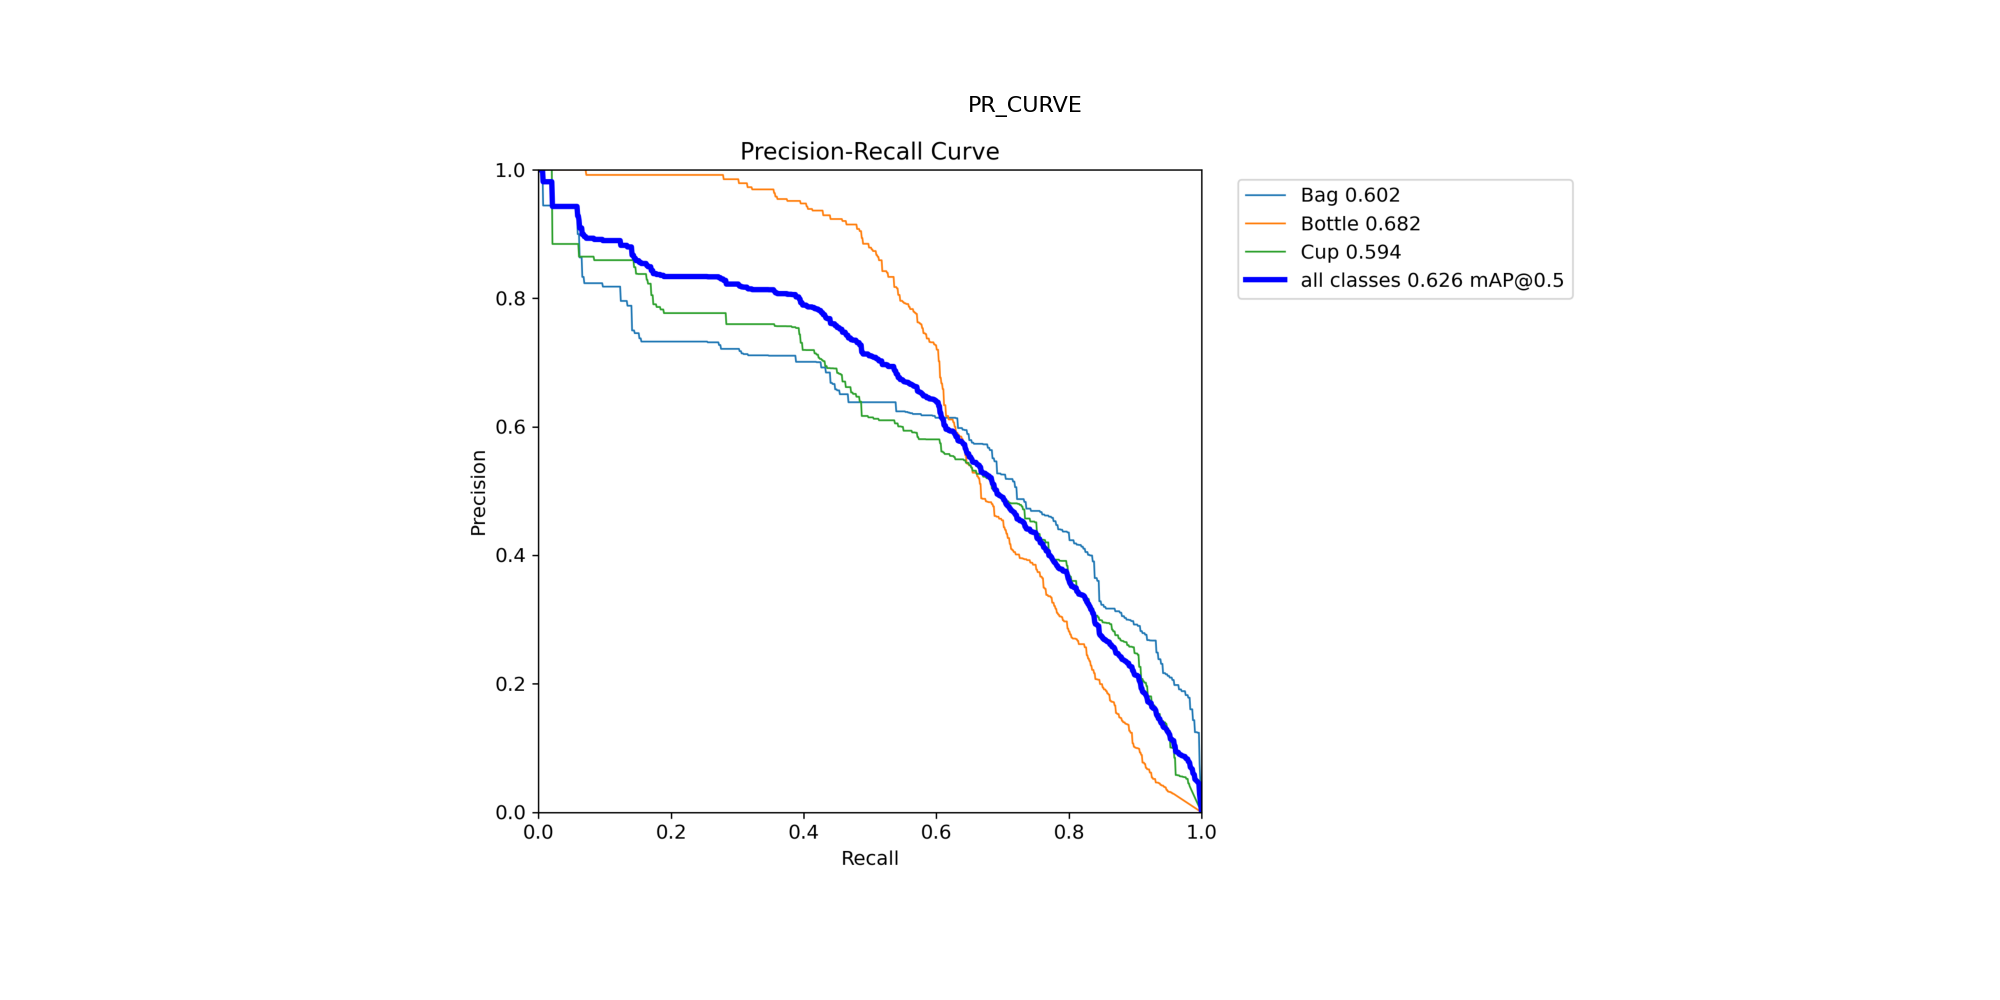 PR_CURVE
Precision-Recall Curve
1.0
0.8
0.6
0.4
0.2
0.0
Precision
0.0 0.2 0.4 0.6 0.8 1.0
Recall
Bag 0.602
Bottle 0.682
Cup 0.594
all classes 0.626 mAP@0.5